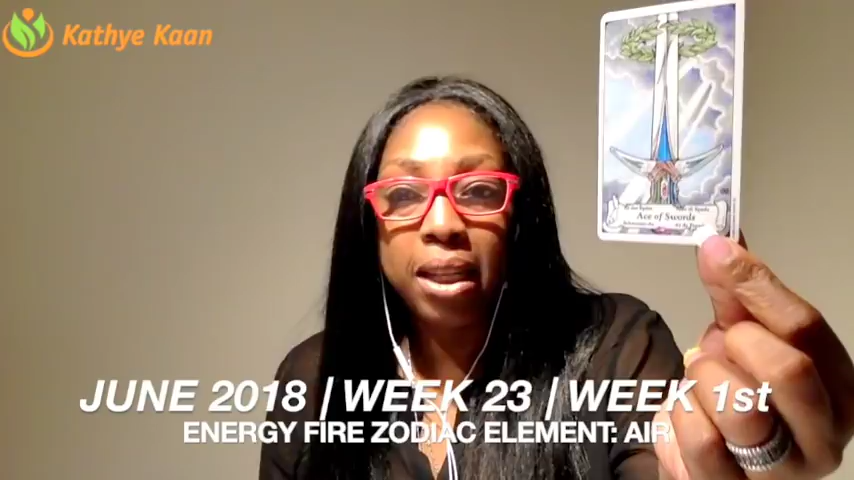 Kathye Kaan
Ace of Swords
JUNE 2018 | WEEK 23 | WEEK 1st
ENERGY FIRE ZODIAC ELEMENT: AIR